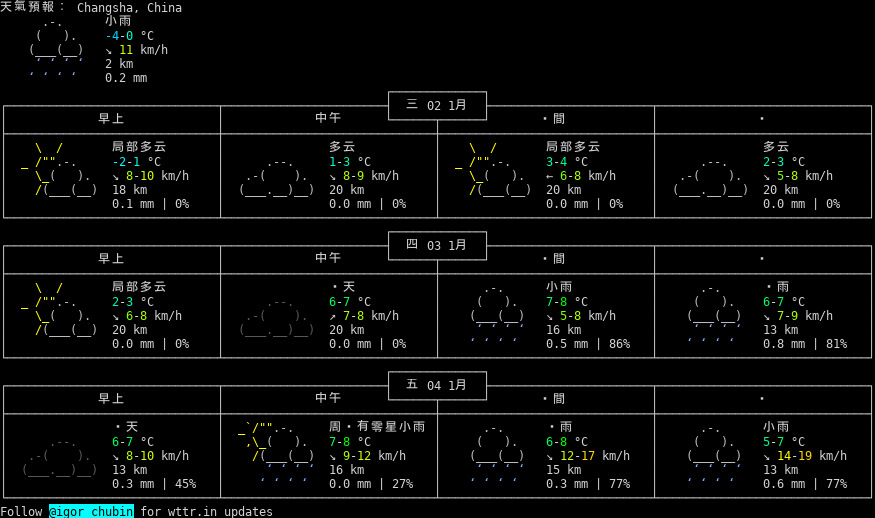 天氣預報： Changsha, China
小雨
-4-0 °C
↘ 11 km/h
2 km
0.2 mm
三 02 1月
早上 中午 ·間 ·
局部多云 多云 局部多云 多云
-2-1 °C 1-3 °C 3-4 °C 2-3 °C
↘ 8-10 km/h ↘ 8-9 km/h ← 6-8 km/h ↘ 5-8 km/h
18 km 20 km 20 km 20 km
0.1 mm | 0% 0.0 mm | 0% 0.0 mm | 0% 0.0 mm | 0%
四 03 1月
早上 中午 ·間 ·
局部多云 ·天 小雨 ·雨
2-3 °C 6-7 °C 7-8 °C 6-7 °C
↘ 6-8 km/h ↗ 7-8 km/h ↘ 5-8 km/h ↘ 7-9 km/h
20 km 20 km 16 km 13 km
0.0 mm | 0% 0.0 mm | 0% 0.5 mm | 86% 0.8 mm | 81%
五 04 1月
早上 中午 ·間 ·
·天 周·有零星小雨 ·雨 小雨
6-7 °C 7-8 °C 6-8 °C 5-7 °C
↘ 8-10 km/h ↘ 9-12 km/h ↘ 12-17 km/h ↘ 14-19 km/h
13 km 16 km 15 km 13 km
0.3 mm | 45% 0.0 mm | 27% 0.3 mm | 77% 0.6 mm | 77%
Follow @igor_chubin for wttr.in updates